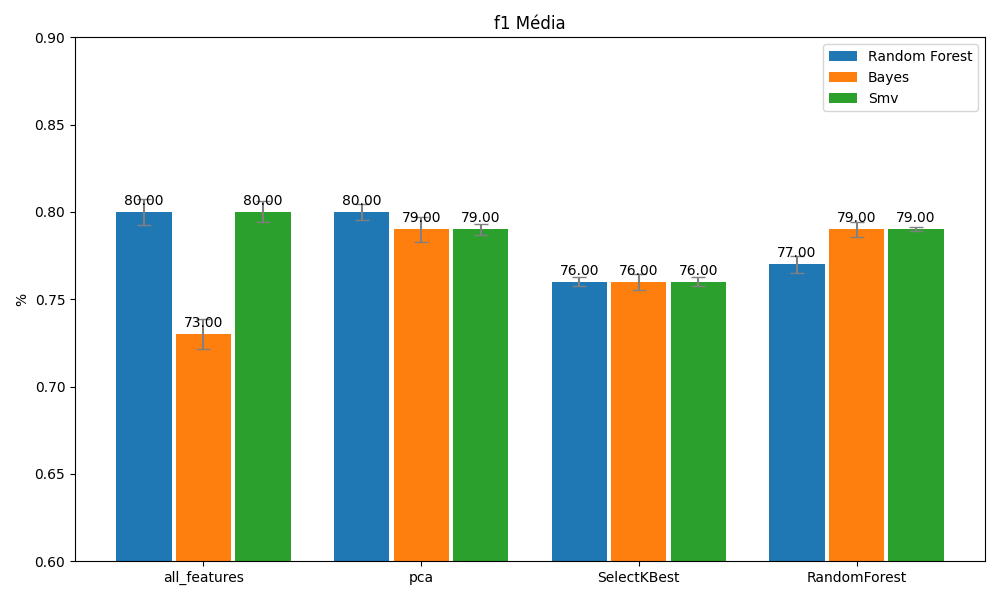 f1 Média
0.90
0.85
0.80
0.75
0.70
0.65
0.60
%
Random Forest
Bayes
Smv
80.00
73.00
80.00
80.00
79.00
79.00
76.00
76.00
76.00
77.00
79.00
79.00
all_features
pca
SelectKBest
RandomForest